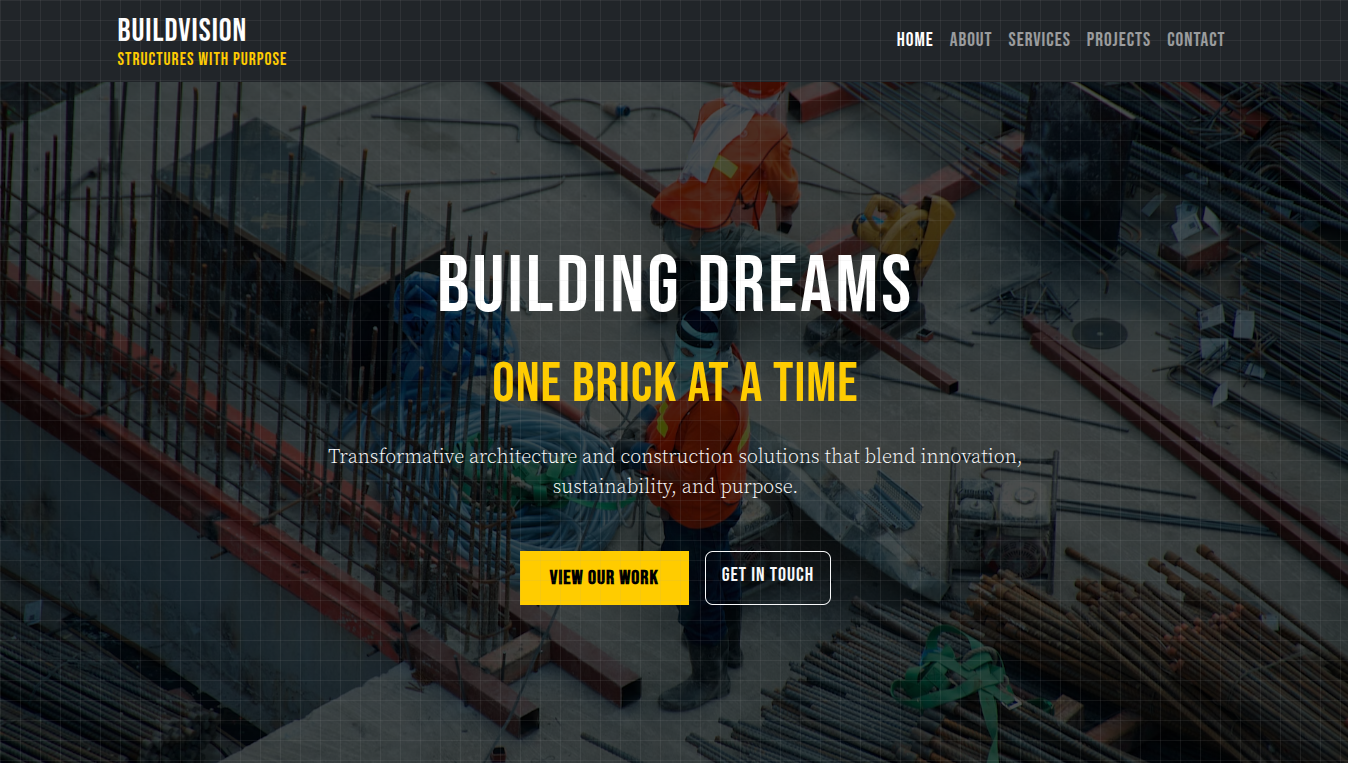 BUILDVISION
STRUCTURES WITH PURPOSE
HOME ABOUT SERVICES PROJECTS CONTACT
BUILDING DREAMS
ONE BRICK AT A TIME
Transformative architecture and construction solutions that blend innovation,
sustainability, and purpose.
VIEW OUR WORK GET IN TOUCH